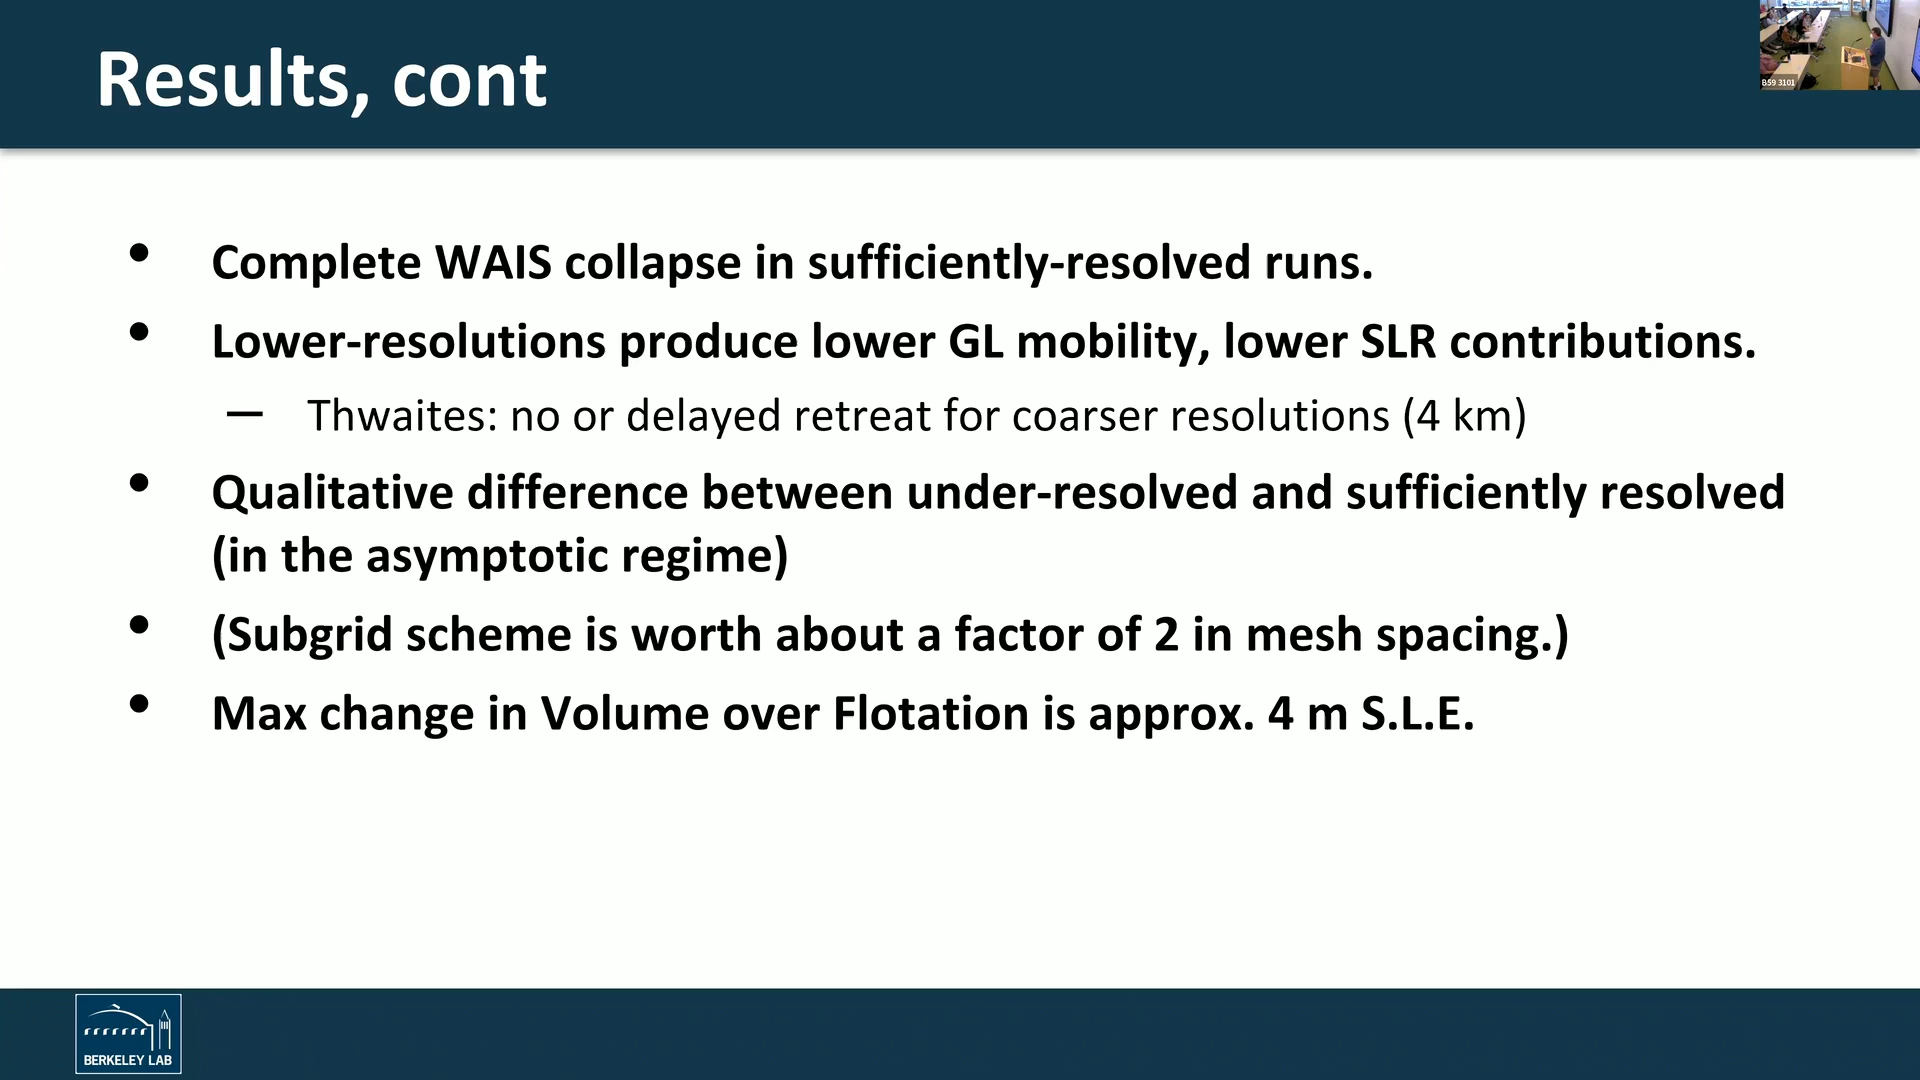 Results, cont
B59 3101
• Complete WAIS collapse in sufficiently-resolved runs.
• Lower-resolutions produce lower GL mobility, lower SLR contributions.
— Thwaites: no or delayed retreat for coarser resolutions (4 km)
• Qualitative difference between under-resolved and sufficiently resolved
(in the asymptotic regime)
• (Subgrid scheme is worth about a factor of 2 in mesh spacing.)
• Max change in Volume over Flotation is approx. 4 m S.L.E.
BERKELEY LAB